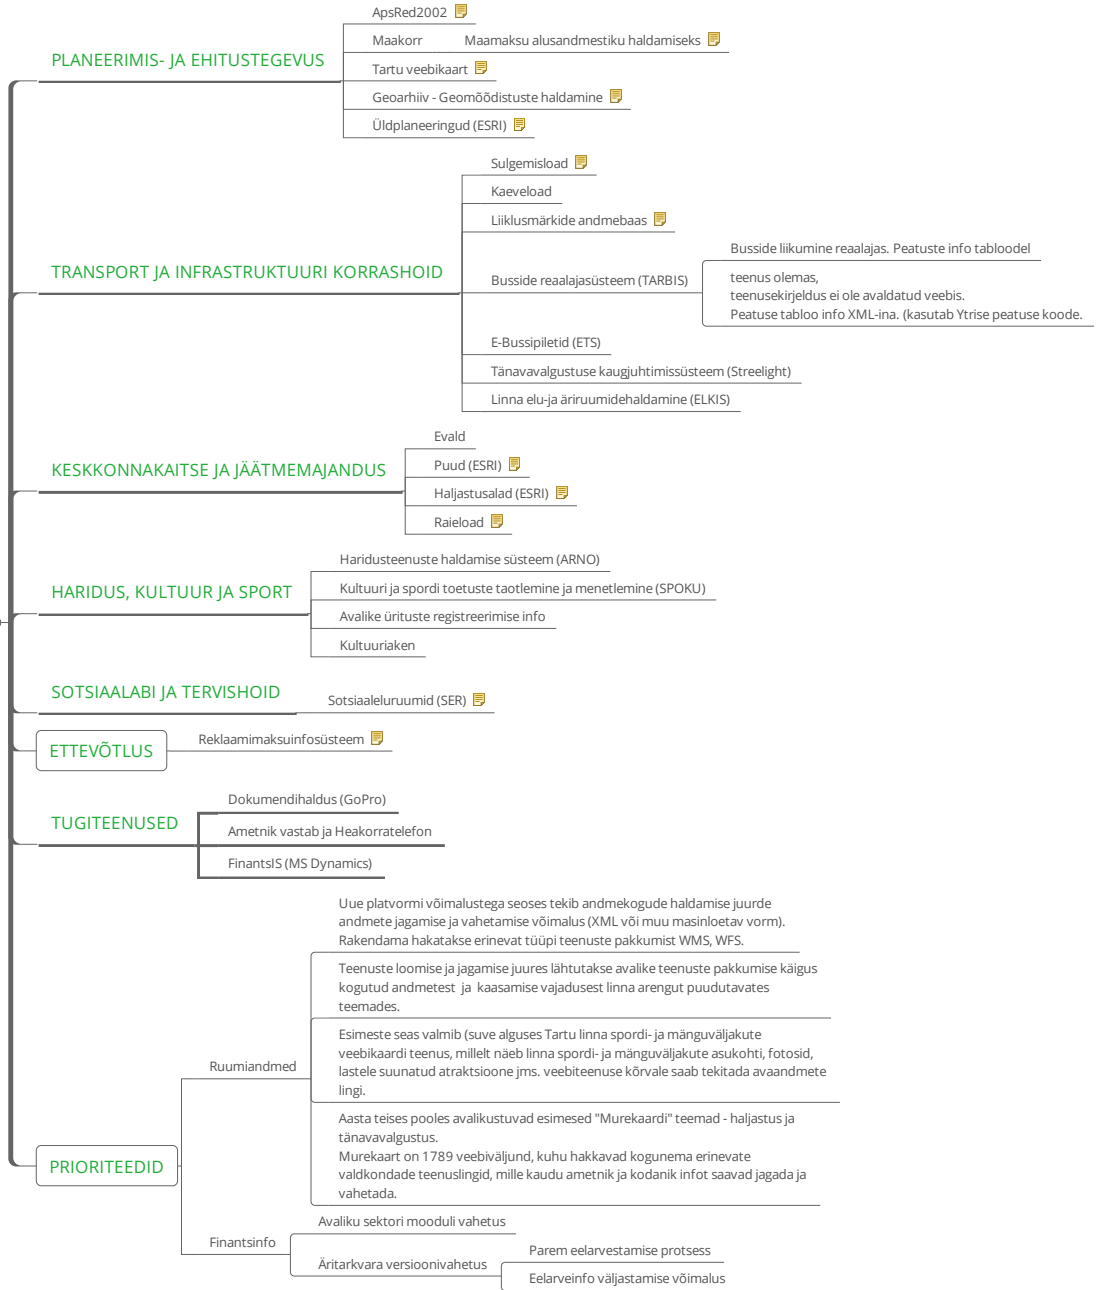 PLANEERIMIS- JA EHITUSTEGEVUS
ApsRed2002
Maakorr
Maamaksu alusandmestiku haldamiseks
Tartu veebikaart
Geoarhiiv - Geomõõdistuste haldamine
Üldplaneeringud (ESRI)
TRANSPORT JA INFRASTRUKTUURI KORRASHOID
Sulgemisload
Kaeveload
Liiklusmärkide andmebaas
Busside reaalajasüsteem (TARBIS)
Busside liikumine reaalajas. Peatuste info tabloodel
teenus olemas,
teenusekirjeldus ei ole avaldatud veebis.
Peatuse tabloo info XML-ina. (kasutab Ytrise peatuse koode.
E-Bussipiletid (ETS)
Tänavavalgustuse kaugjuhtimissüsteem (Streelight)
Linna elu-ja äriruumidehaldamine (ELKIS)
KESKKONNAKAITSE JA JÄÄTMEMAJANDUS
Evald
Puud (ESRI)
Haljastusalad (ESRI)
Raieload
HARIDUS, KULTUUR JA SPORT
Haridusteenuste haldamise süsteem (ARNO)
Kultuuri ja spordi toetuste taotlemine ja menetlemine (SPOKU)
Avalike ürituste registreerimise info
Kultuuriaken
SOTSIAALABI JA TERVISHOID
Sotsiaaleluruumid (SER)
ETTEVÕTLUS
Reklaamimaksuinfosüsteem
TUGITEENUSED
Dokumendihaldus (GoPro)
Ametnik vastab ja Heakorratelefon
FinantsIS (MS Dynamics)
PRIORITEEDID
Ruumiandmed
Uue platvormi võimalustega seoses tekib andmekogude haldamise juurde
andmete jagamise ja vahetamise võimalus (XML või muu masinloetav vorm).
Rakendama hakatakse erinevat tüüpi teenuste pakkumist WMS, WFS.
Teenuste loomise ja jagamise juures lähtutakse avalike teenuste pakkumise käigus
kogutud andmetest ja kaasamise vajadusest linna arengut puudutavates
teemades.
Esimeste seas valmib (suve alguses Tartu linna spordi- ja mänguväljakute
veebikaardi teenus, millelt näeb linna spordi- ja mänguväljakute asukohti, fotosid,
lastele suunatud atraktsioone jms. veebiteenuse kõrvale saab tekitada avaandmete
lingi.
Aasta teises pooles avalikustuvad esimesed "Murekaardi" teemad - haljastus ja
tänavavalgustus.
Murekaart on 1789 veebiväljund, kuhu hakkavad kogunema erinevate
valdkondade teenuslingid, mille kaudu ametnik ja kodanik infot saavad jagada ja
vahetada.
Finantsinfo
Avaliku sektori mooduli vahetus
Äritarkvara versioonivahetus
Parem eelarvestamise protsess
Eelarveinfo väljastamise võimalus